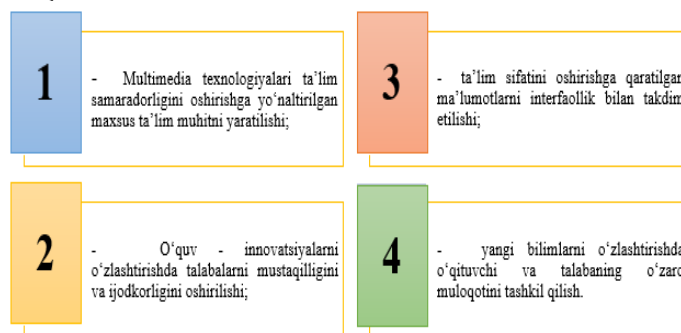 1
- Multimedia texnologiyalari ta’lim
samaradorligini oshirishga yo‘naltirilgan
maxsus ta’lim muhitni yaratilishi;
2
- O‘quv - innovatsiyalarni
o‘zlashtirishda talabalarni mustaqilligini
va ijodkorligini oshirilishi;
3
- ta’lim sifatini oshirishga qaratilgan
ma’lumotlarni interfaollik bilan takdim
etilishi;
4
- yangi bilimlarni o‘zlashtirishda
o‘qituvchi va talabaning o‘zaro
muloqotini tashkil qilish.